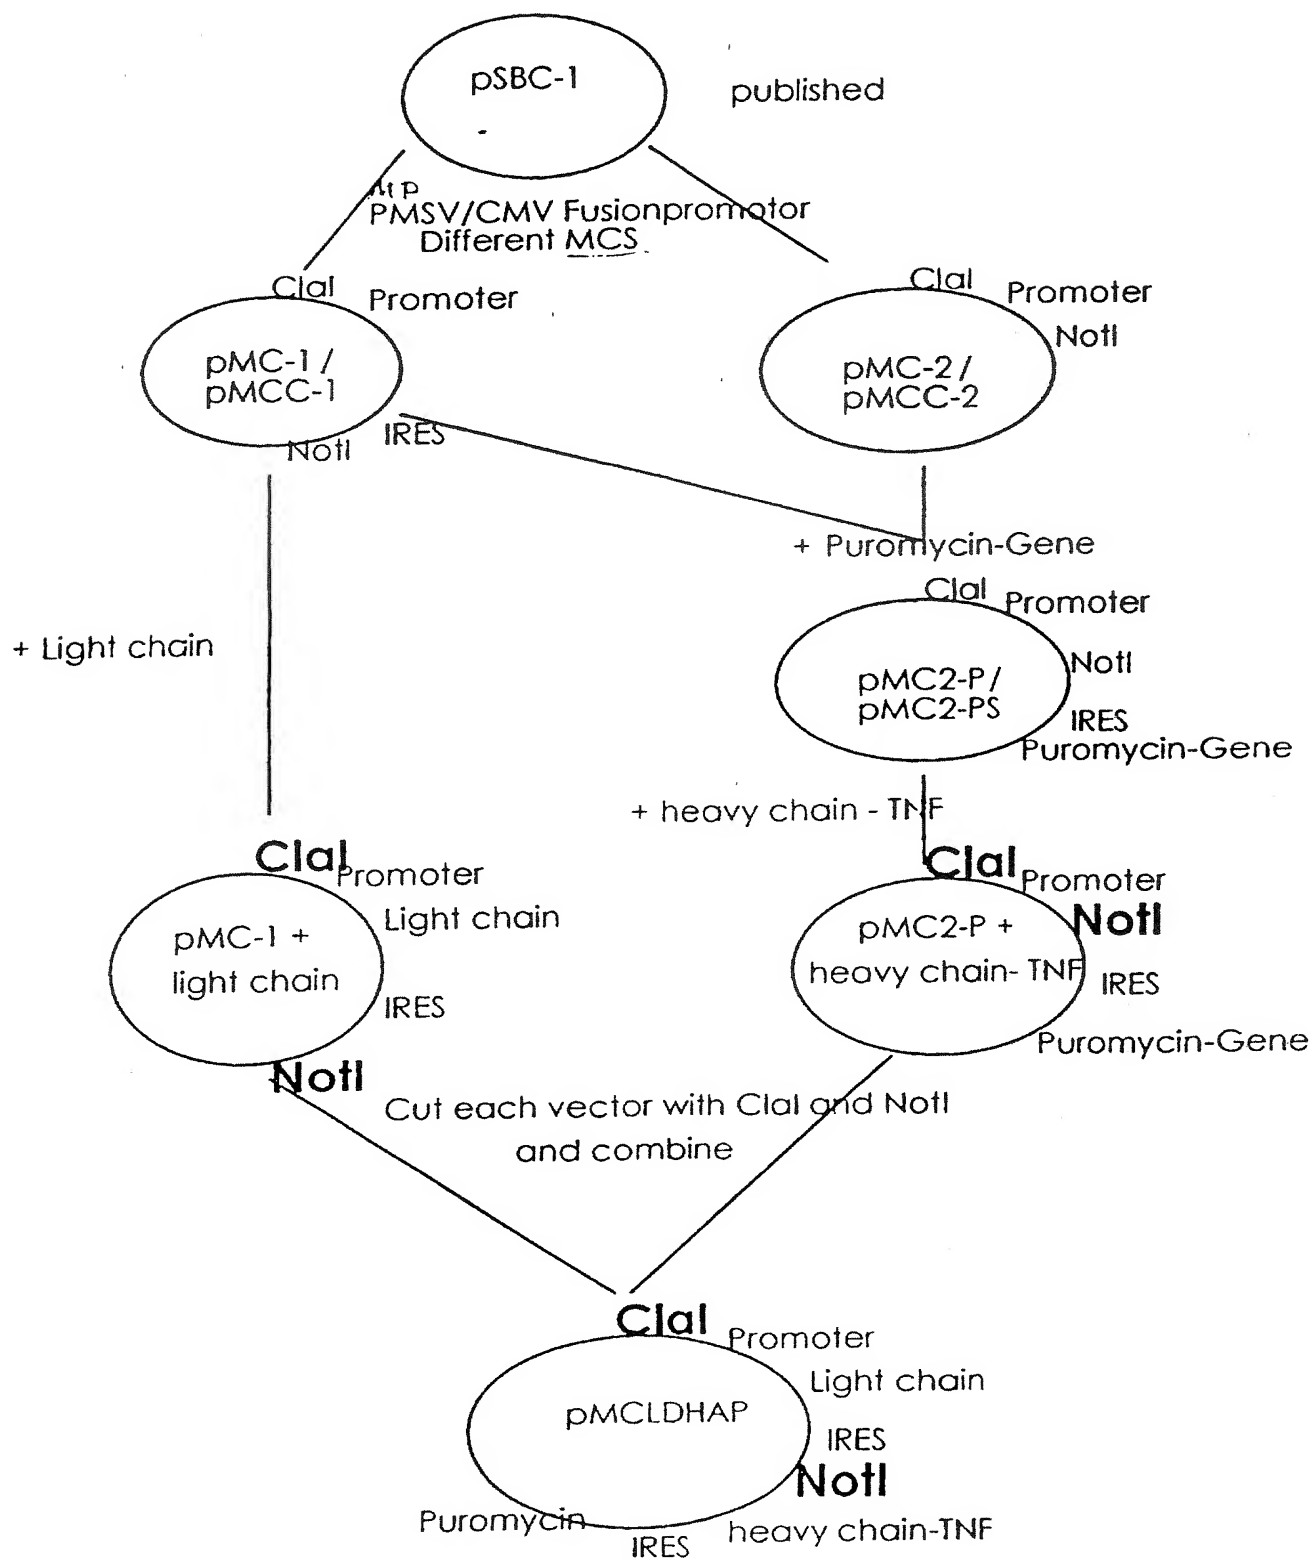 pSBC-1
published
PMSV/CMV Fusionpromotor
Different MCS
ClaI
Promoter
pMC-1 /
pMCC-1
NotI
IRES
ClaI
Promoter
NotI
pMC-2 /
pMCC-2
+ Puromycin-Gene
+ Light chain
ClaI
Promoter
NotI
pMC2-P/
pMC2-PS
IRES
Puromycin-Gene
+ heavy chain - TNF
ClaI
Promoter
Light chain
pMC-1 +
light chain
IRES
NotI
ClaI
Promoter
NotI
pMC2-P +
heavy chain- TNF
IRES
Puromycin-Gene
Cut each vector with ClaI and NotI
and combine
ClaI
Promoter
Light chain
pMCLDHAP
IRES
NotI
heavy chain-TNF
IRES
Puromycin